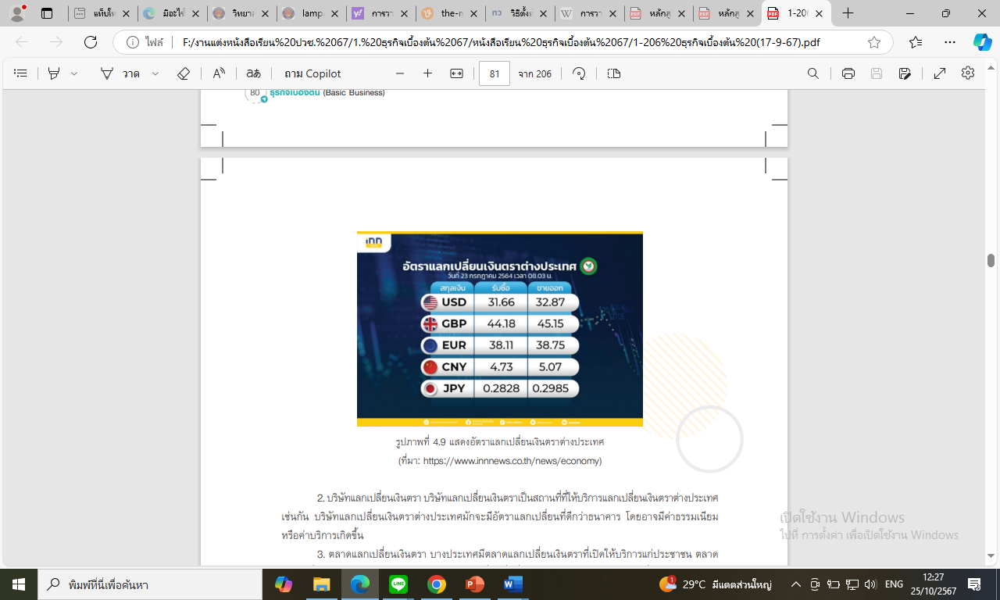 แท็บให
มีอะไร้
วิทยาล
lampa
การวา
the-n
วิธีตั้งเ
การวา
หลักสู
หลักสู
1-20
ไฟล์
F:/งานแต่งหนังสือเรียน%20ปวช.%2067/1.%20ธุรกิจเบื้องต้น%2067/หนังสือเรียน%20ธุรกิจเบื้องต้น%2067/1-206%20ธุรกิจเบื้องต้น%20(17-9-67).pdf
วาด
ถาม Copilot
81
จาก 206
80 ธุรกิจเบื้องต้น (Basic Business)
inn
อัตราแลกเปลี่ยนเงินตราต่างประเทศ
วันที่ 23 กรกฎาคม 2564 เวลา 08.03 น.
สกุลเงิน รับซื้อ ขายออก
USD 31.66 32.87
GBP 44.18 45.15
EUR 38.11 38.75
CNY 4.73 5.07
JPY 0.2828 0.2985
รูปภาพที่ 4.9 แสดงอัตราแลกเปลี่ยนเงินตราต่างประเทศ
(ที่มา: https://www.innnews.co.th/news/economy)
2. บริษัทแลกเปลี่ยนเงินตรา บริษัทแลกเปลี่ยนเงินตราเป็นสถานที่ที่ให้บริการแลกเปลี่ยนเงินตราต่างประเทศ
เช่นกัน บริษัทแลกเปลี่ยนเงินตราต่างประเทศมักจะมีอัตราแลกเปลี่ยนที่ดีกว่าธนาคาร โดยอาจมีค่าธรรมเนียม
หรือค่าบริการเกิดขึ้น
3. ตลาดแลกเปลี่ยนเงินตรา บางประเทศมีตลาดแลกเปลี่ยนเงินตราที่เปิดให้บริการแก่ประชาชน ตลาด
เปิดใช้งาน Windows
ไปที่ การตั้งค่า เพื่อเปิดใช้งาน Windows
พิมพ์ที่นี่เพื่อค้นหา
29°C มีแดดส่วนใหญ่
ENG
12:27
25/10/2567